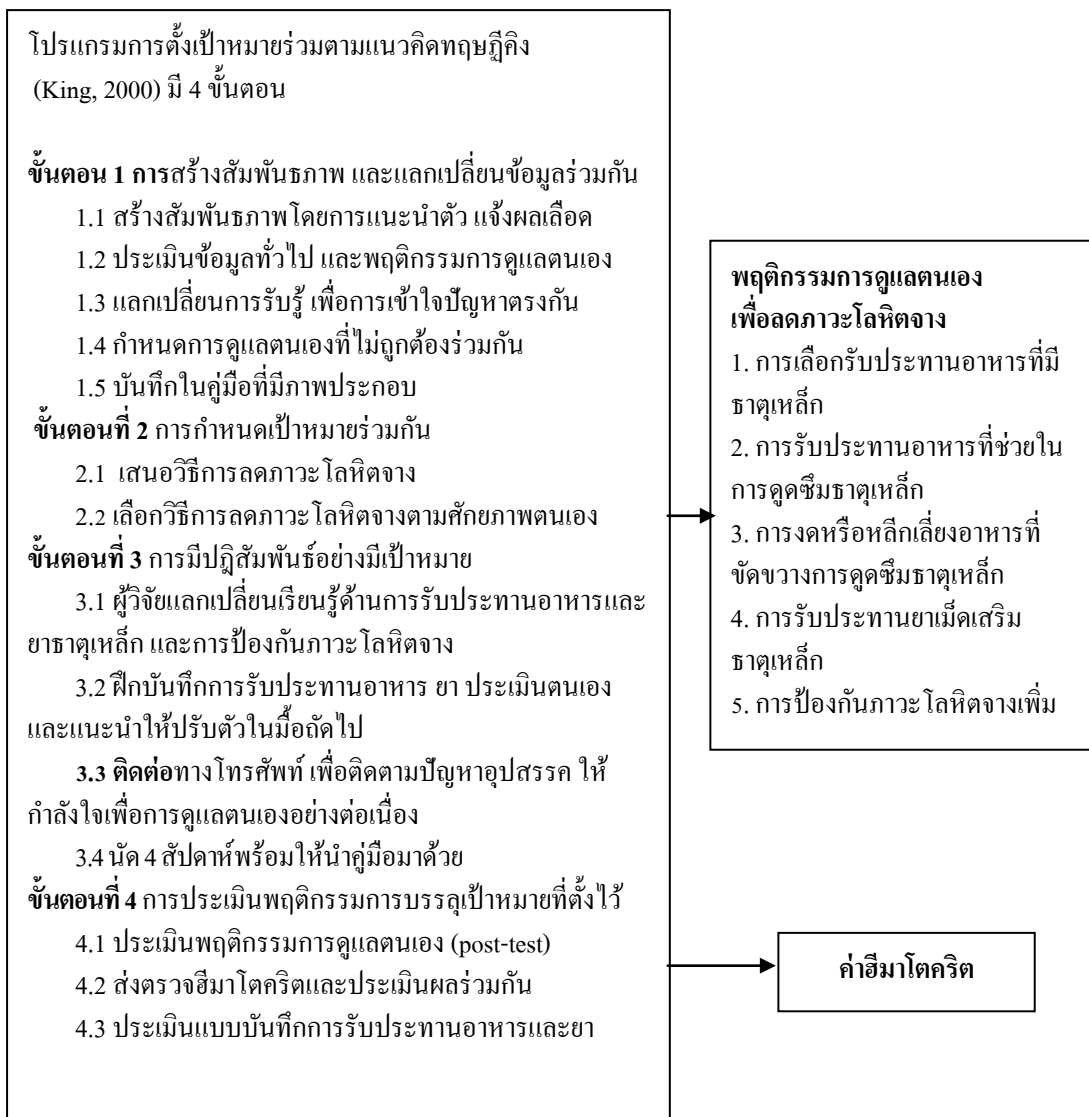 โปรแกรมการตั้งเป้าหมายร่วมตามแนวคิดทฤษฎีคิง
(King, 2000) มี 4 ขั้นตอน
ขั้นตอน 1 การสร้างสัมพันธภาพ และแลกเปลี่ยนข้อมูลร่วมกัน
1.1 สร้างสัมพันธภาพโดยการแนะนำตัว แจ้งผลเลือด
1.2 ประเมินข้อมูลทั่วไป และพฤติกรรมการดูแลตนเอง
1.3 แลกเปลี่ยนการรับรู้ เพื่อการเข้าใจปัญหาตรงกัน
1.4 กำหนดการดูแลตนเองที่ไม่ถูกต้องร่วมกัน
1.5 บันทึกในคู่มือที่มีภาพประกอบ
ขั้นตอนที่ 2 การกำหนดเป้าหมายร่วมกัน
2.1 เสนอวิธีการลดภาวะโลหิตจาง
2.2 เลือกวิธีการลดภาวะโลหิตจางตามศักยภาพตนเอง
ขั้นตอนที่ 3 การมีปฎิสัมพันธ์อย่างมีเป้าหมาย
3.1 ผู้วิจัยแลกเปลี่ยนเรียนรู้ด้านการรับประทานอาหารและ
ยาธาตุเหล็ก และการป้องกันภาวะโลหิตจาง
3.2 ฝึกบันทึกการรับประทานอาหาร ยา ประเมินตนเอง
และแนะนำให้ปรับตัวในมื้อถัดไป
3.3 ติดต่อทางโทรศัพท์ เพื่อติดตามปัญหาอุปสรรค ให้
กำลังใจเพื่อการดูแลตนเองอย่างต่อเนื่อง
3.4 นัด 4 สัปดาห์พร้อมให้นำคู่มือมาด้วย
ขั้นตอนที่ 4 การประเมินพฤติกรรมการบรรลุเป้าหมายที่ตั้งไว้
4.1 ประเมินพฤติกรรมการดูแลตนเอง (post-test)
4.2 ส่งตรวจฮีมาโตคริตและประเมินผลร่วมกัน
4.3 ประเมินแบบบันทึกการรับประทานอาหารและยา
พฤติกรรมการดูแลตนเอง
เพื่อลดภาวะโลหิตจาง
1. การเลือกรับประทานอาหารที่มี
ธาตุเหล็ก
2. การรับประทานอาหารที่ช่วยใน
การดูดซึมธาตุเหล็ก
3. การงดหรือหลีกเลี่ยงอาหารที่
ขัดขวางการดูดซึมธาตุเหล็ก
4. การรับประทานยาเม็ดเสริม
ธาตุเหล็ก
5. การป้องกันภาวะโลหิตจางเพิ่ม
ค่าฮีมาโตคริต